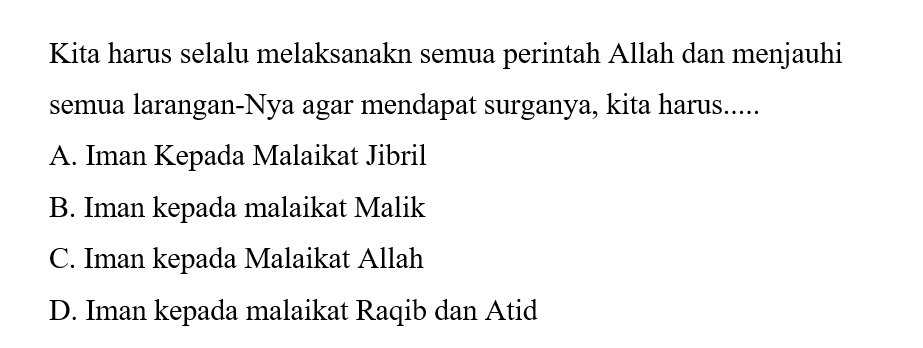 Kita harus selalu melaksanakn semua perintah Allah dan menjauhi
semua larangan-Nya agar mendapat surganya, kita harus.....
A. Iman Kepada Malaikat Jibril
B. Iman kepada malaikat Malik
C. Iman kepada Malaikat Allah
D. Iman kepada malaikat Raqib dan Atid